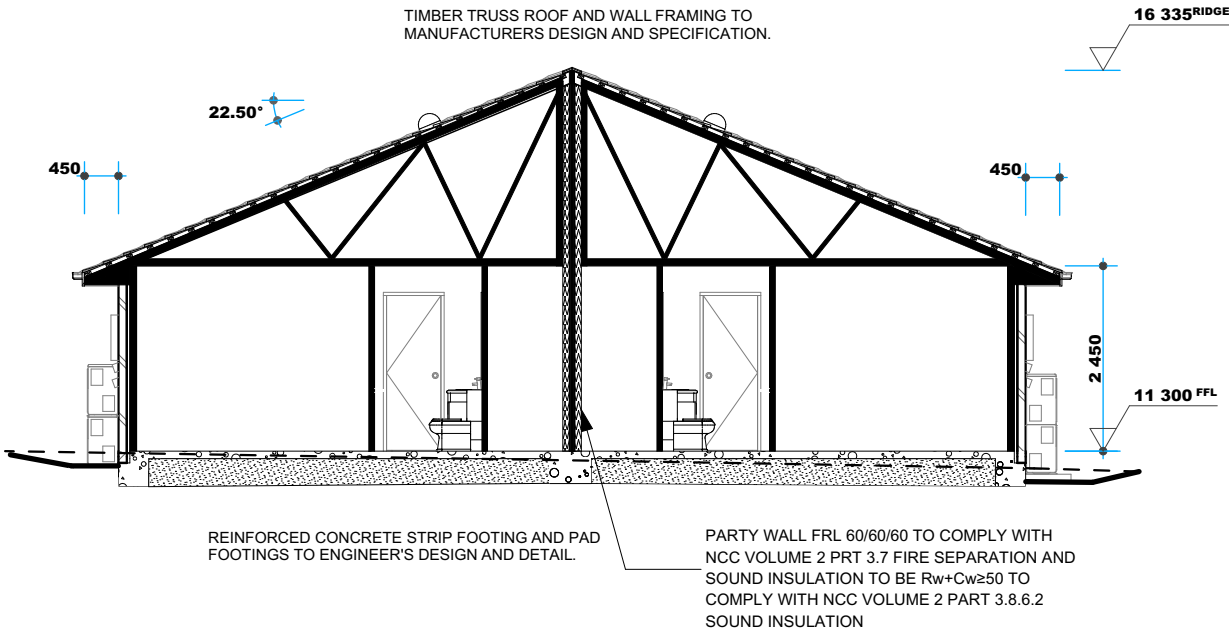 TIMBER TRUSS ROOF AND WALL FRAMING TO
MANUFACTURERS DESIGN AND SPECIFICATION.
16 335 RIDGE
22.50°
450
450
2 450
11 300 FFL
REINFORCED CONCRETE STRIP FOOTING AND PAD
FOOTINGS TO ENGINEER'S DESIGN AND DETAIL.
PARTY WALL FRL 60/60/60 TO COMPLY WITH
NCC VOLUME 2 PRT 3.7 FIRE SEPARATION AND
SOUND INSULATION TO BE Rw+Cw≥50 TO
COMPLY WITH NCC VOLUME 2 PART 3.8.6.2
SOUND INSULATION